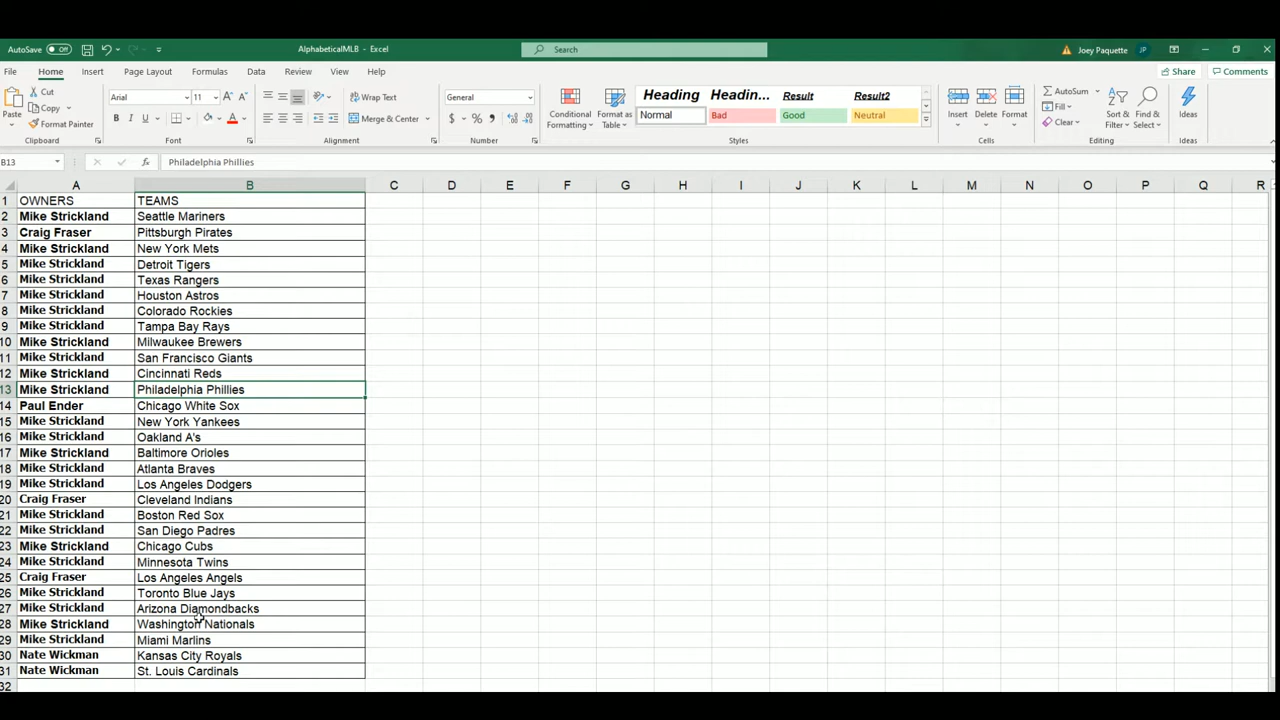 AutoSave Off AlphabeticalMLB - Excel Search Joey Paquette JP
File Home Insert Page Layout Formulas Data Review View Help Share Comments
Cut AutoSum
Copy Arial 11 Wrap Text General Heading Headin... Result Result2 Fill
Paste Format Painter B I U Merge & Center $ % Conditional Formatting Format as Table Normal Bad Good Neutral Insert Delete Format Clear Sort & Filter Find & Select Ideas
Clipboard Font Alignment Number Styles Cells Editing Ideas
B13 fx Philadelphia Phillies
A B C D E F G H I J K L M N O P Q R
1 OWNERS TEAMS
2 Mike Strickland Seattle Mariners
3 Craig Fraser Pittsburgh Pirates
4 Mike Strickland New York Mets
5 Mike Strickland Detroit Tigers
6 Mike Strickland Texas Rangers
7 Mike Strickland Houston Astros
8 Mike Strickland Colorado Rockies
9 Mike Strickland Tampa Bay Rays
10 Mike Strickland Milwaukee Brewers
11 Mike Strickland San Francisco Giants
12 Mike Strickland Cincinnati Reds
13 Mike Strickland Philadelphia Phillies
14 Paul Ender Chicago White Sox
15 Mike Strickland New York Yankees
16 Mike Strickland Oakland A's
17 Mike Strickland Baltimore Orioles
18 Mike Strickland Atlanta Braves
19 Mike Strickland Los Angeles Dodgers
20 Craig Fraser Cleveland Indians
21 Mike Strickland Boston Red Sox
22 Mike Strickland San Diego Padres
23 Mike Strickland Chicago Cubs
24 Mike Strickland Minnesota Twins
25 Craig Fraser Los Angeles Angels
26 Mike Strickland Toronto Blue Jays
27 Mike Strickland Arizona Diamondbacks
28 Mike Strickland Washington Nationals
29 Mike Strickland Miami Marlins
30 Nate Wickman Kansas City Royals
31 Nate Wickman St. Louis Cardinals
32